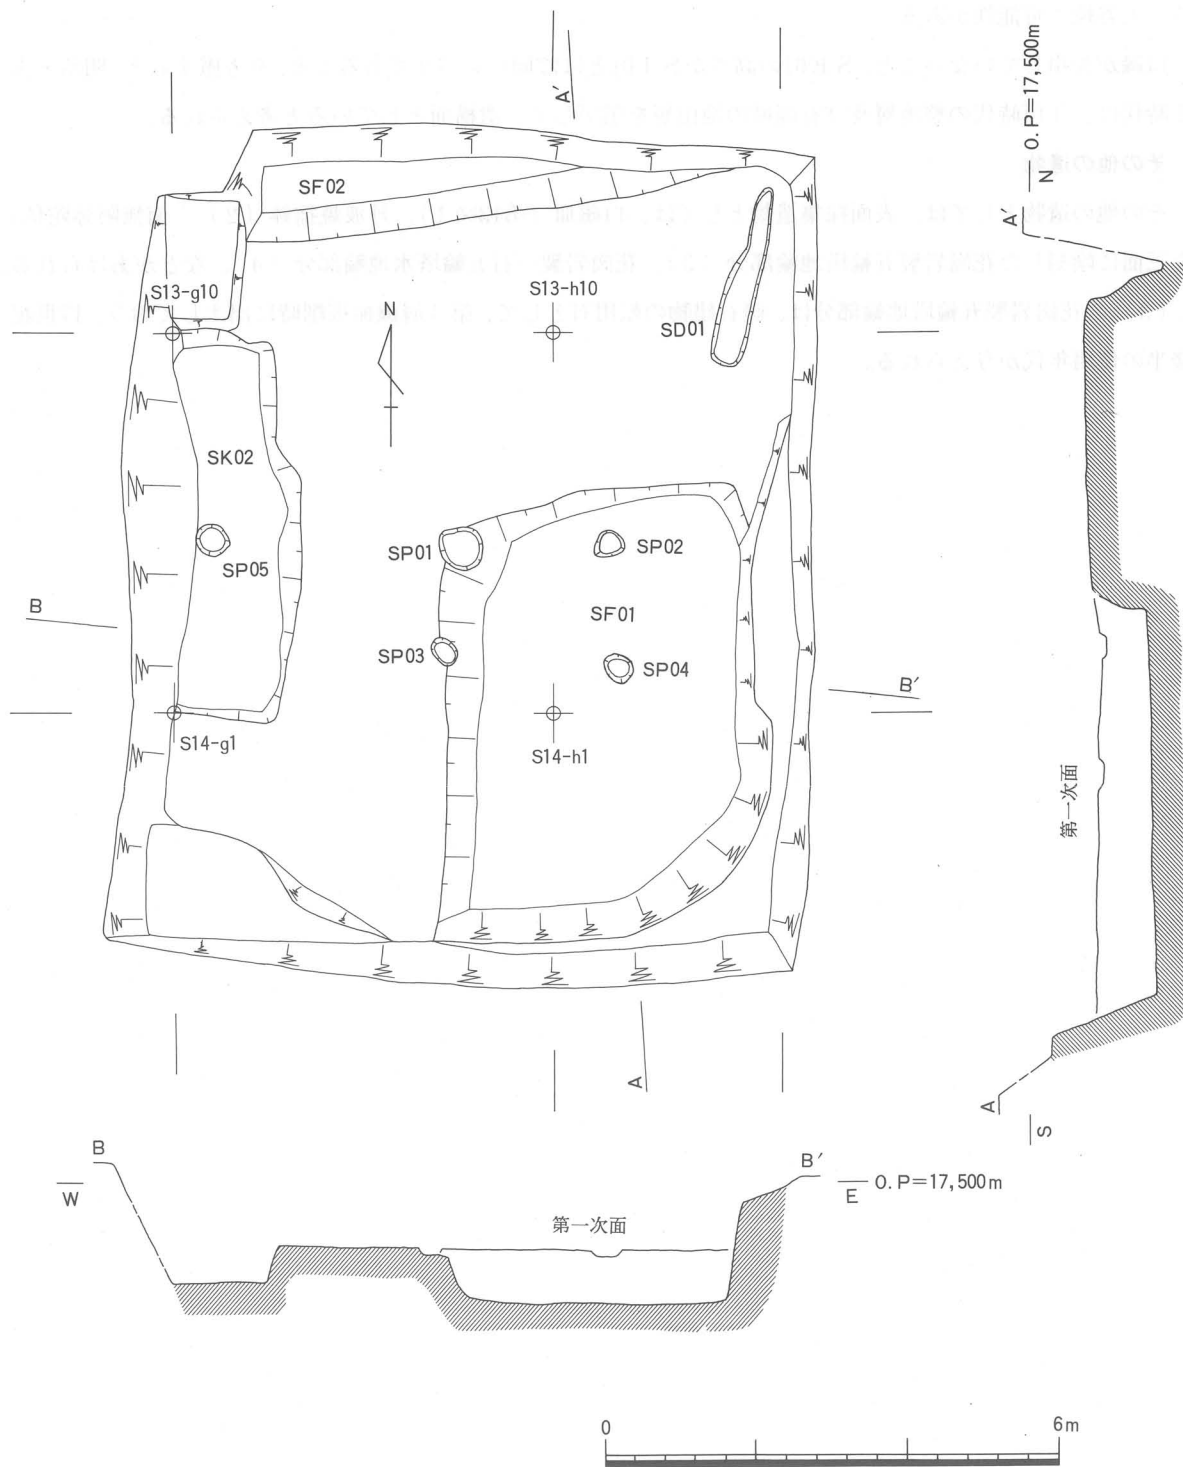 A′
O. P=17,500m
N
A′
SF02
S13-g10
S13-h10
N
SD01
SK02
SP01
SP02
SP05
SF01
B
SP03
SP04
B′
S14-g1
S14-h1
第一次面
A
A
S
B
B′
W
E
O. P=17,500m
第一次面
0
6m